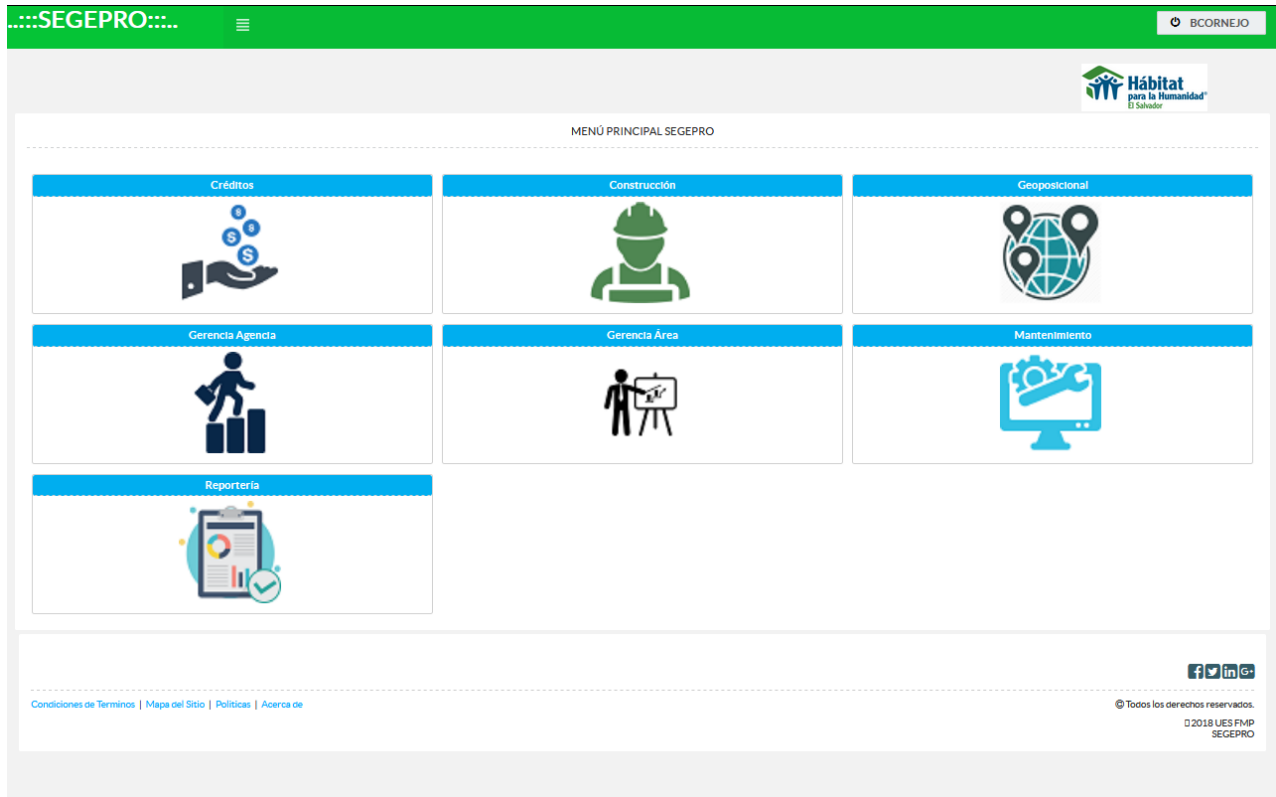 ..:::SEGEPRO:::..
BCORNEJO
Hábitat
para la Humanidad®
El Salvador
MENÚ PRINCIPAL SEGEPRO
Créditos
Construcción
Geoposicional
Gerencia Agencia
Gerencia Área
Mantenimiento
Reportería
Condiciones de Terminos | Mapa del Sitio | Politicas | Acerca de
© Todos los derechos reservados.
2018 UES FMP
SEGEPRO